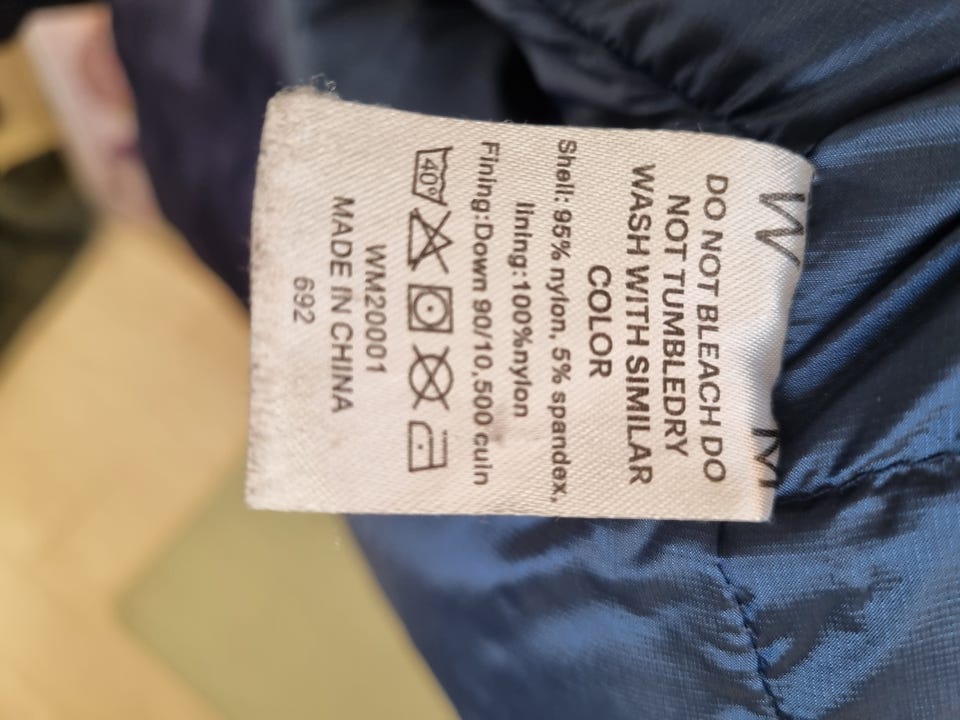 W M
DO NOT BLEACH DO
NOT TUMBLEDRY
WASH WITH SIMILAR
COLOR
Shell: 95% nylon, 5% spandex,
lining:100%nylon
Fining:Down 90/10,500 cuin
40°
WM20001
MADE IN CHINA
692